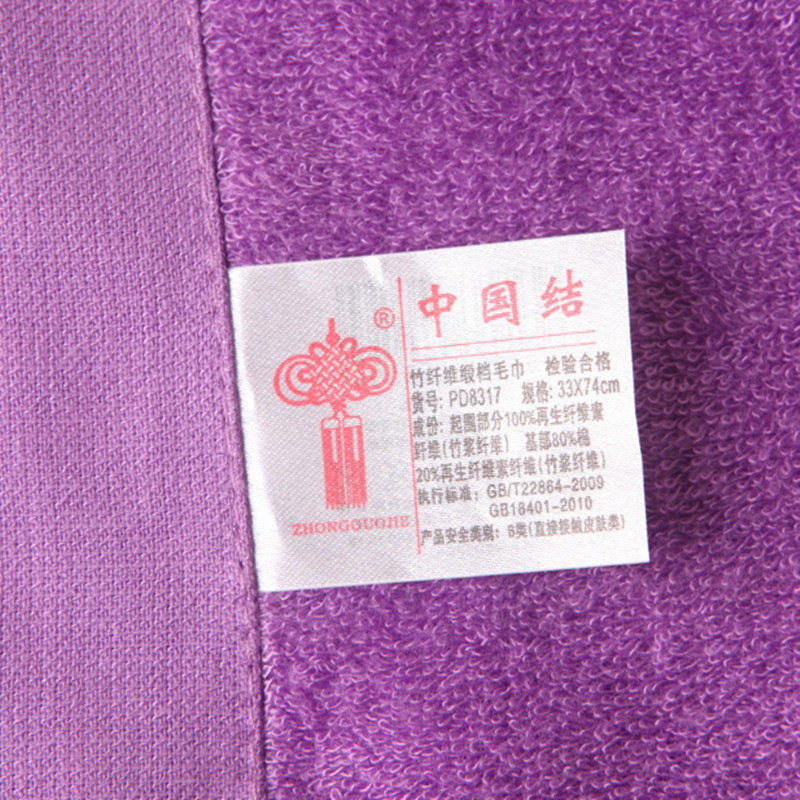 ®
中国结
竹纤维缎档毛巾 检验合格
货号: PD8317 规格: 33X74cm
成份: 起圈部分100%再生纤维素
纤维(竹浆纤维) 基部80%棉
20%再生纤维素纤维(竹浆纤维)
执行标准: GB/T22864-2009
GB18401-2010
产品安全类别: B类(直接接触皮肤类)
ZHONGGUOJIE